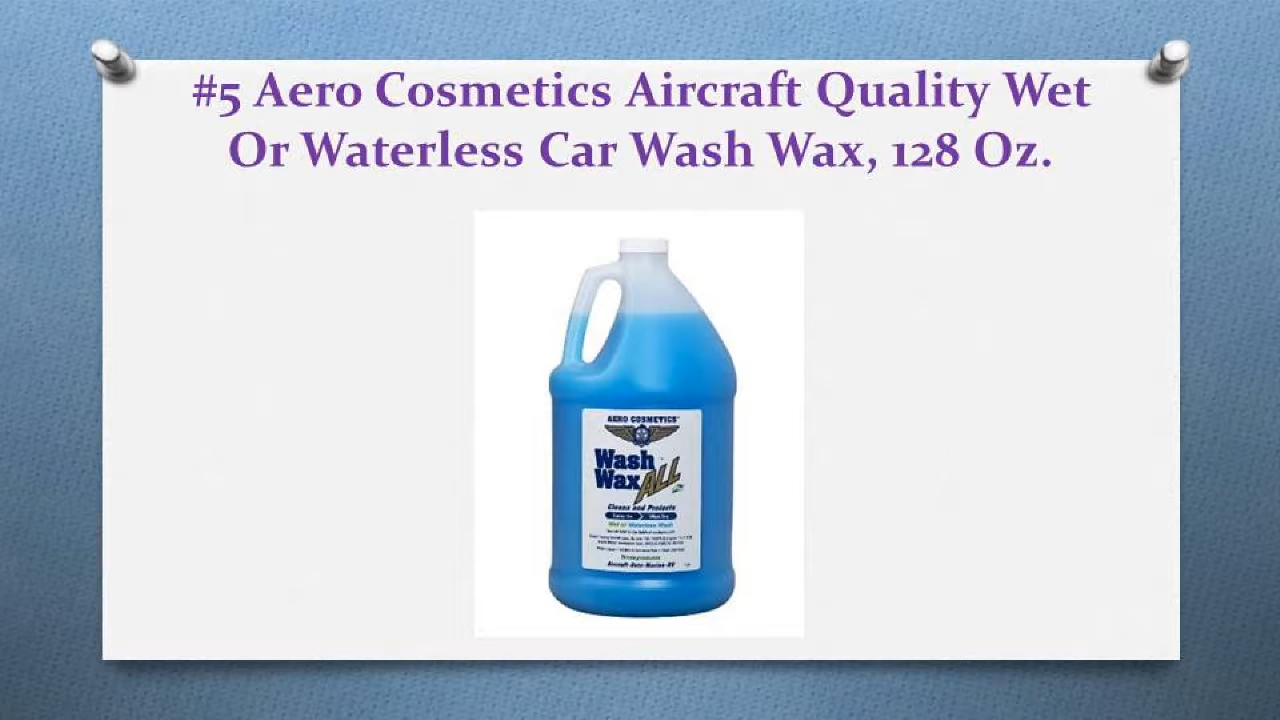 #5 Aero Cosmetics Aircraft Quality Wet
Or Waterless Car Wash Wax, 128 Oz.
AERO COSMETICS
Wash
Wax ALL
Cleans and Protects
Wet or Waterless Wash
Aircraft-Auto-Marine-RV